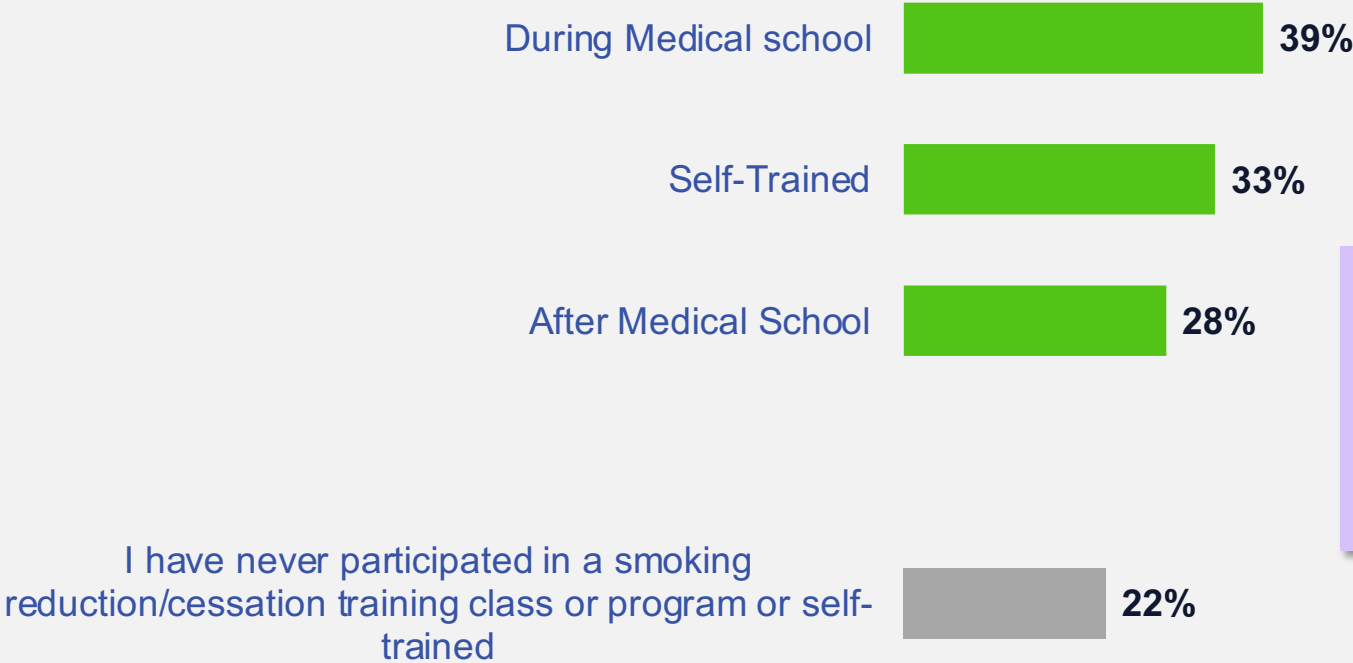 During Medical school 39%
Self-Trained 33%
After Medical School 28%
I have never participated in a smoking
reduction/cessation training class or program or self-
trained
22%